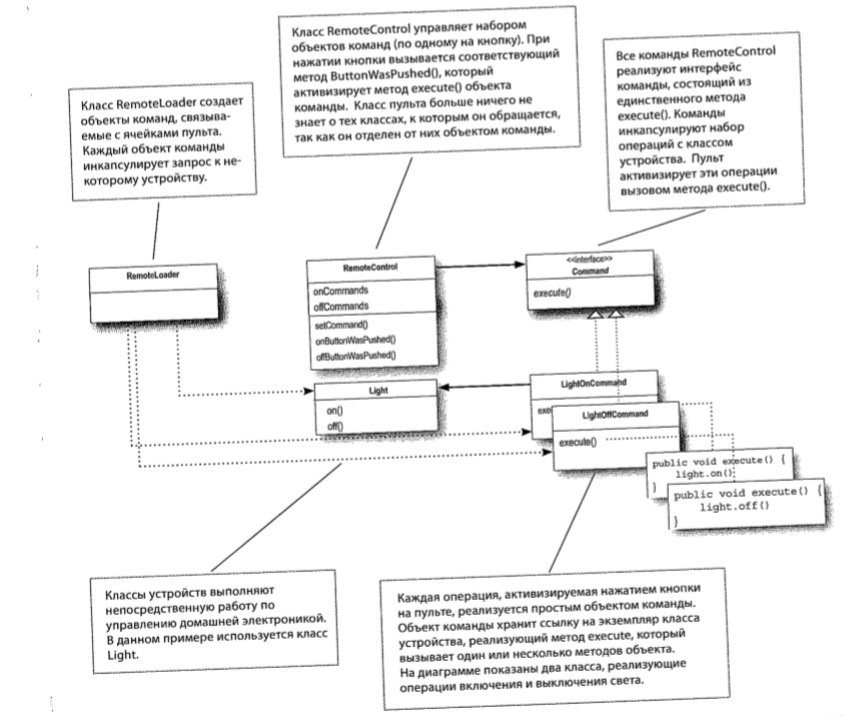 Класс RemoteControl управляет набором
объектов команд (по одному на кнопку). При
нажатии кнопки вызывается соответствующий
метод ButtonWasPushed(), который
активизирует метод execute() объекта
команды. Класс пульта больше ничего не
знает о тех классах, к которым он обращается,
так как он отделен от них объектом команды.
Все команды RemoteControl
реализуют интерфейс
команды, состоящий из
единственного метода
execute(). Команды
инкапсулируют набор
операций с классом
устройства. Пульт
активизирует эти операции
вызовом метода execute().
Класс RemoteLoader создает
объекты команд, связыва-
емые с ячейками пульта.
Каждый объект команды
инкапсулирует запрос к не-
которому устройству.
RemoteLoader
RemoteControl
onCommands
offCommands
setCommand()
onButtonWasPushed()
offButtonWasPushed()
<<interface>>
Command
execute()
Light
on()
off()
LightOnCommand
exe
LightOffCommand
execute()
public void execute() {
light.on();
}
public void execute() {
light.off()
}
Классы устройств выполняют
непосредственную работу по
управлению домашней электроникой.
В данном примере используется класс
Light.
Каждая операция, активизируемая нажатием кнопки
на пульте, реализуется простым объектом команды.
Объект команды хранит ссылку на экземпляр класса
устройства, реализующий метод execute, который
вызывает один или несколько методов объекта.
На диаграмме показаны два класса, реализующие
операции включения и выключения света.